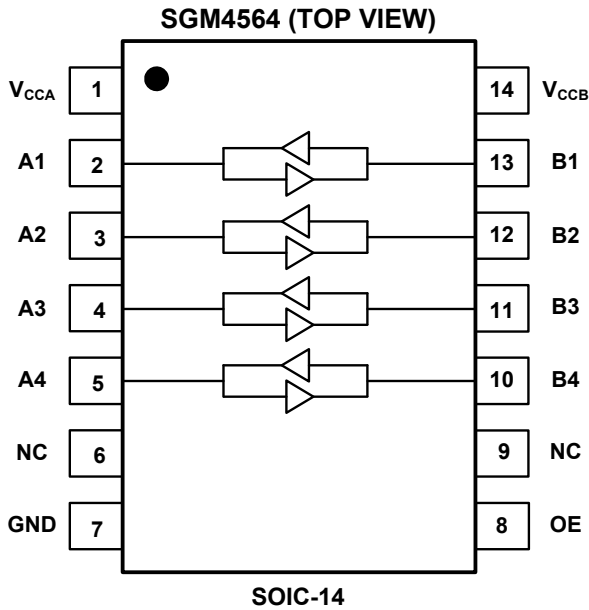 SGM4564 (TOP VIEW)
VCCA 1 14 VCCB
A1 2 13 B1
A2 3 12 B2
A3 4 11 B3
A4 5 10 B4
NC 6 9 NC
GND 7 8 OE
SOIC-14